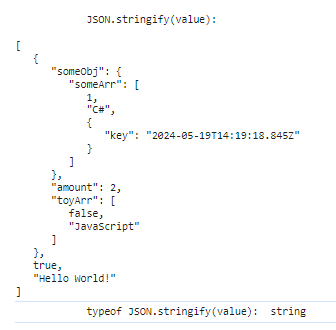 JSON.stringify(value):
[
   {
      "someObj": {
         "someArr": [
            1,
            "C#",
            {
               "key": "2024-05-19T14:19:18.845Z"
            }
         ]
      },
      "amount": 2,
      "toyArr": [
         false,
         "JavaScript"
      ]
   },
   true,
   "Hello World!"
]
typeof JSON.stringify(value):  string